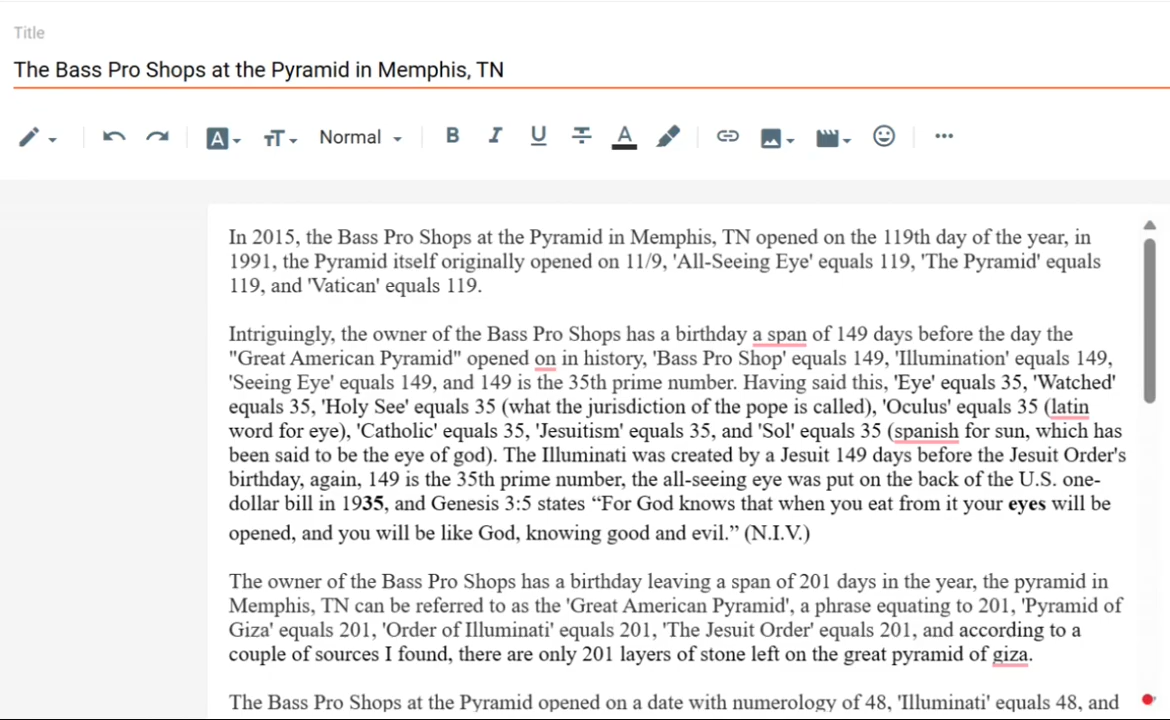 Title
The Bass Pro Shops at the Pyramid in Memphis, TN
Normal
In 2015, the Bass Pro Shops at the Pyramid in Memphis, TN opened on the 119th day of the year, in
1991, the Pyramid itself originally opened on 11/9, 'All-Seeing Eye' equals 119, 'The Pyramid' equals
119, and 'Vatican' equals 119.
Intriguingly, the owner of the Bass Pro Shops has a birthday a span of 149 days before the day the
"Great American Pyramid" opened on in history, 'Bass Pro Shop' equals 149, 'Illumination' equals 149,
'Seeing Eye' equals 149, and 149 is the 35th prime number. Having said this, 'Eye' equals 35, 'Watched'
equals 35, 'Holy See' equals 35 (what the jurisdiction of the pope is called), 'Oculus' equals 35 (latin
word for eye), 'Catholic' equals 35, 'Jesuitism' equals 35, and 'Sol' equals 35 (spanish for sun, which has
been said to be the eye of god). The Illuminati was created by a Jesuit 149 days before the Jesuit Order's
birthday, again, 149 is the 35th prime number, the all-seeing eye was put on the back of the U.S. one-
dollar bill in 1935, and Genesis 3:5 states “For God knows that when you eat from it your eyes will be
opened, and you will be like God, knowing good and evil.” (N.I.V.)
The owner of the Bass Pro Shops has a birthday leaving a span of 201 days in the year, the pyramid in
Memphis, TN can be referred to as the 'Great American Pyramid', a phrase equating to 201, 'Pyramid of
Giza' equals 201, 'Order of Illuminati' equals 201, 'The Jesuit Order' equals 201, and according to a
couple of sources I found, there are only 201 layers of stone left on the great pyramid of giza.
The Bass Pro Shops at the Pyramid opened on a date with numerology of 48, 'Illuminati' equals 48, and